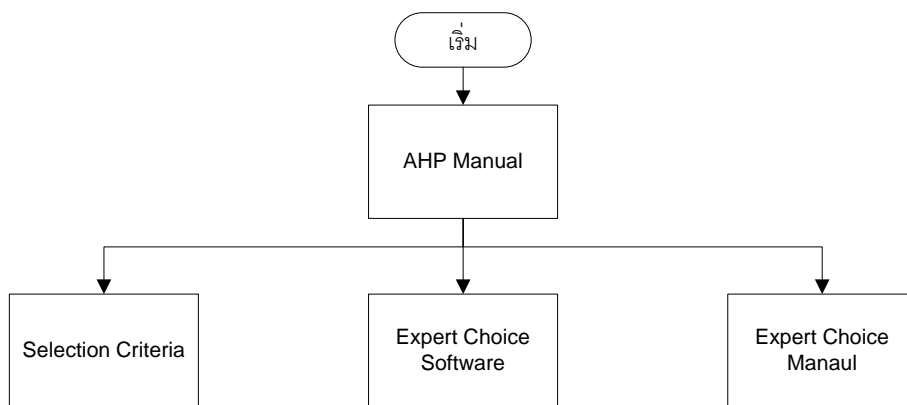 เริ่ม
AHP Manual
Selection Criteria
Expert Choice
Software
Expert Choice
Manaul